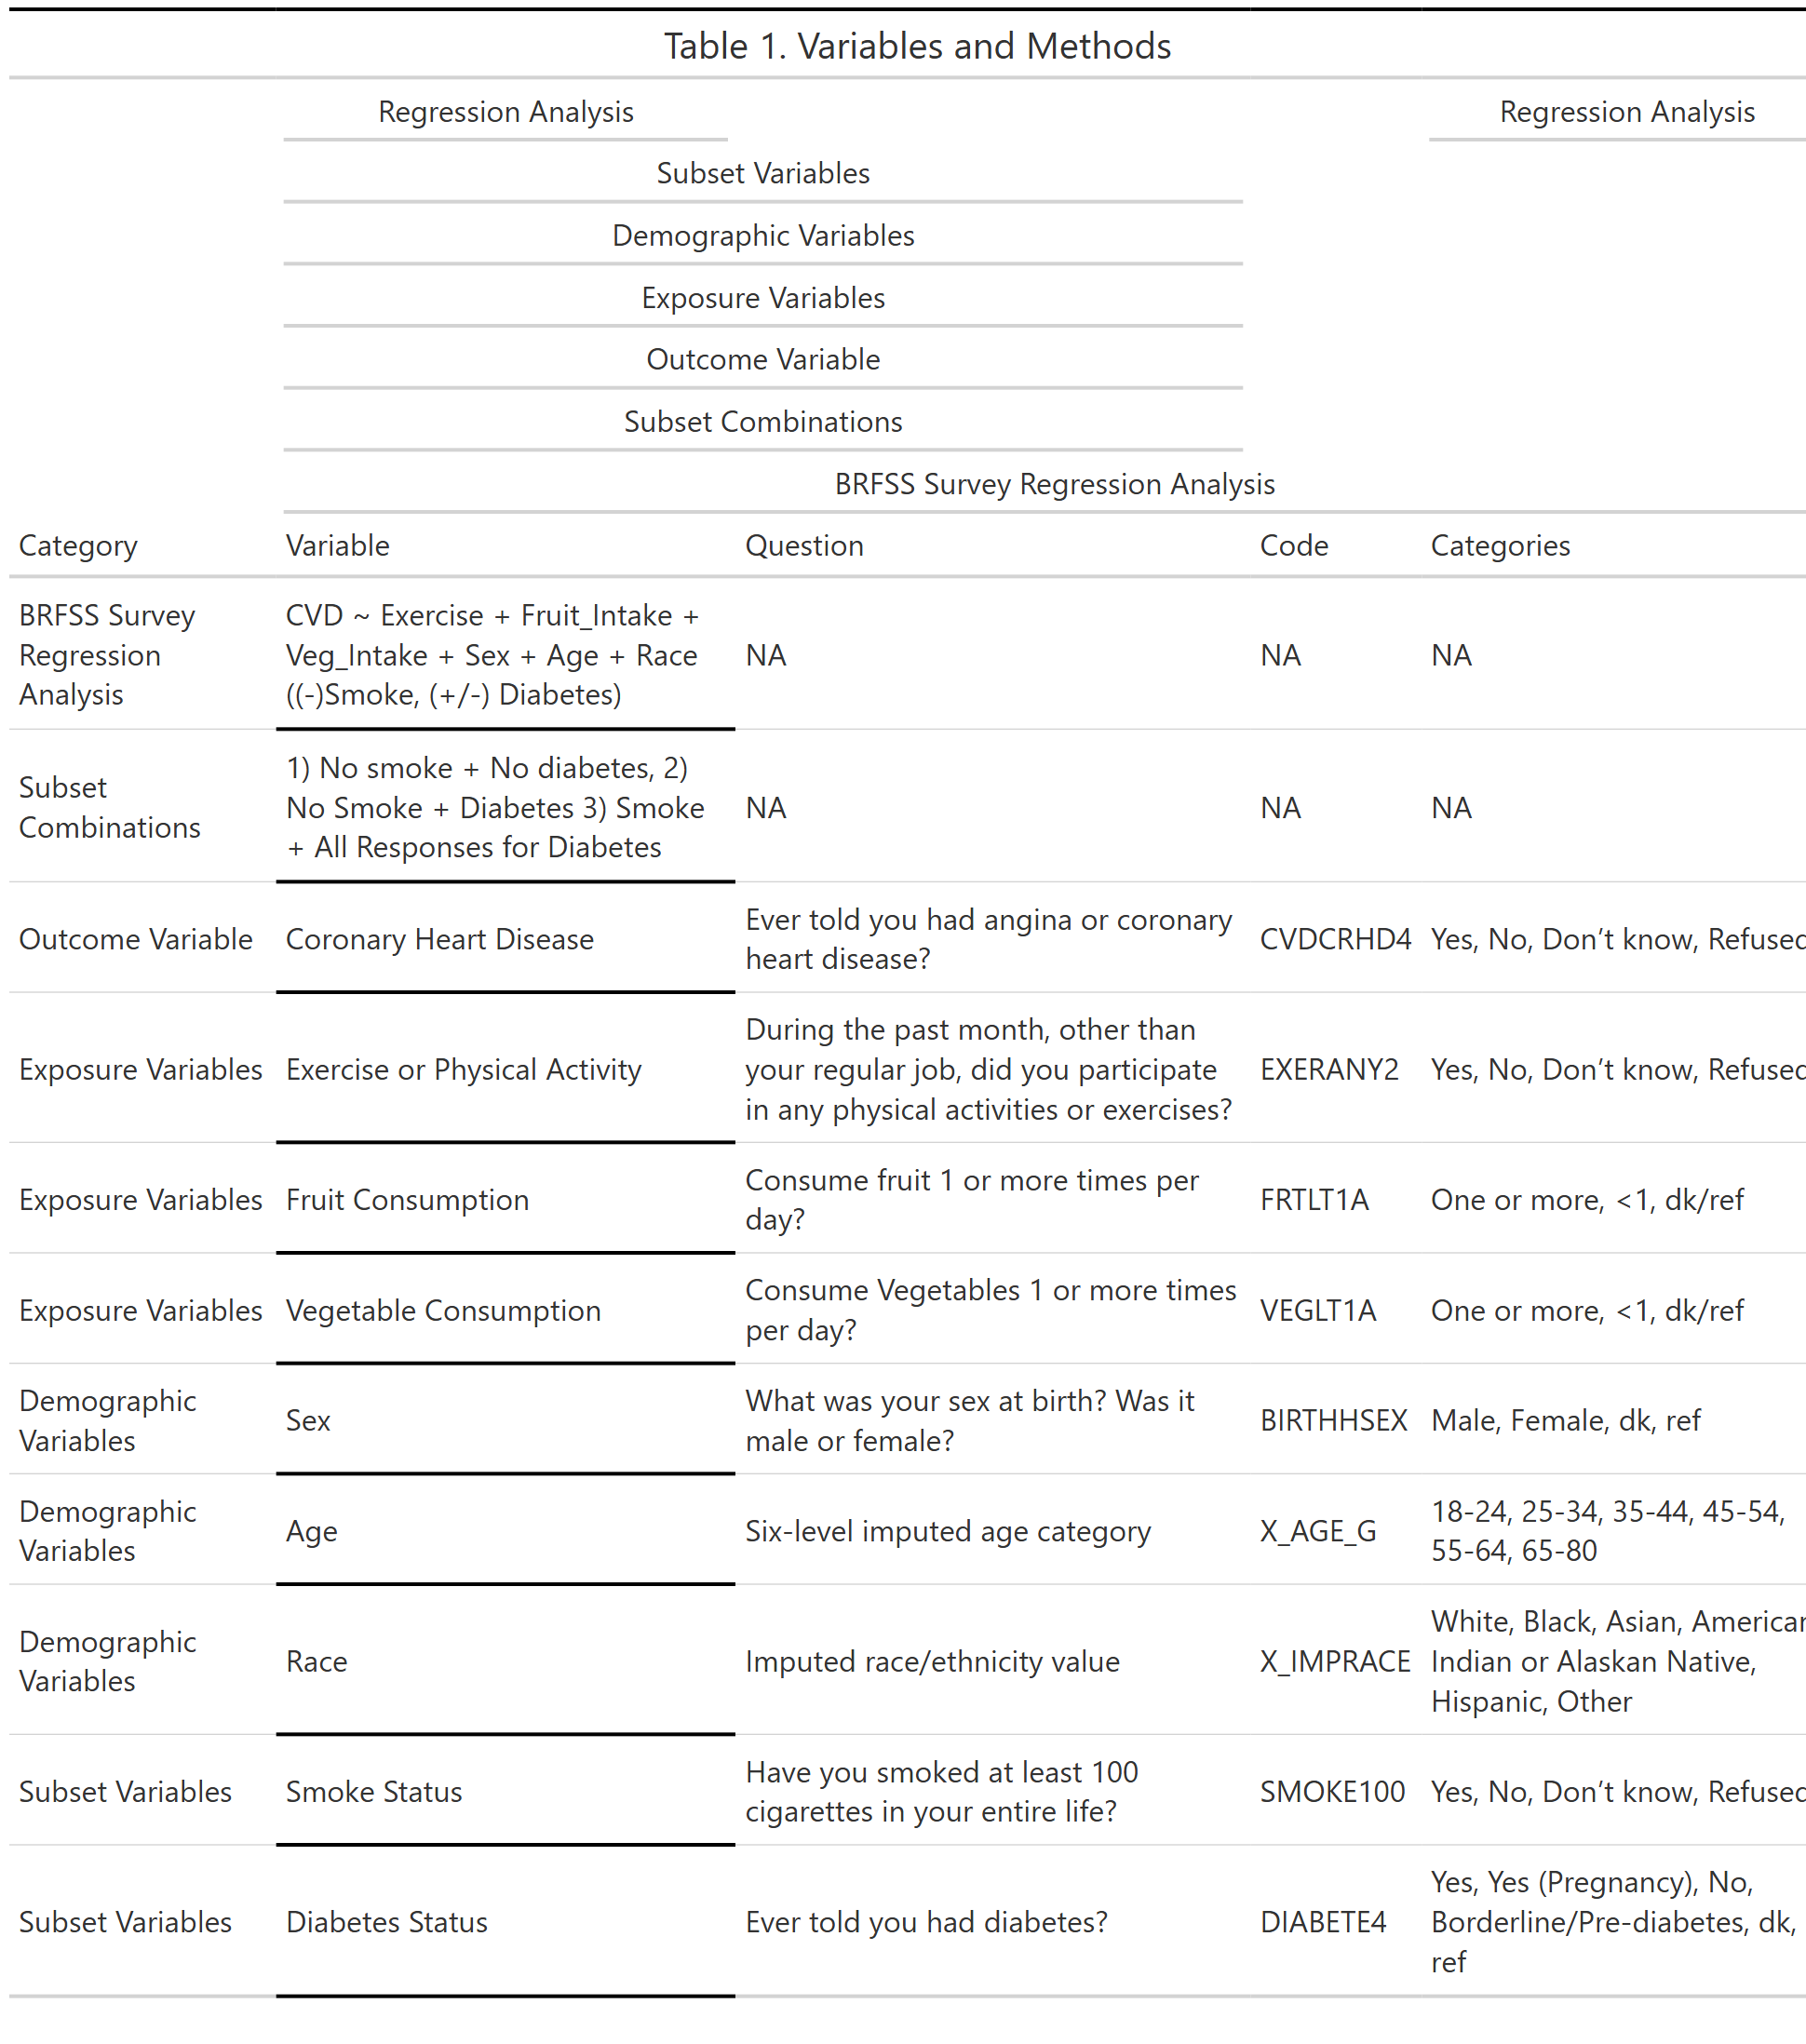 Table 1. Variables and Methods
Regression Analysis Regression Analysis
Subset Variables
Demographic Variables
Exposure Variables
Outcome Variable
Subset Combinations
BRFSS Survey Regression Analysis
Category Variable Question Code Categories
BRFSS Survey
Regression
Analysis
CVD ~ Exercise + Fruit_Intake +
Veg_Intake + Sex + Age + Race
((-)Smoke, (+/-) Diabetes)
NA
NA
NA
Subset
Combinations
1) No smoke + No diabetes, 2)
No Smoke + Diabetes 3) Smoke
+ All Responses for Diabetes
NA
NA
NA
Outcome Variable
Coronary Heart Disease
Ever told you had angina or coronary
heart disease?
CVDCRHD4
Yes, No, Don’t know, Refused
Exposure Variables
Exercise or Physical Activity
During the past month, other than
your regular job, did you participate
in any physical activities or exercises?
EXERANY2
Yes, No, Don’t know, Refused
Exposure Variables
Fruit Consumption
Consume fruit 1 or more times per
day?
FRTLT1A
One or more, <1, dk/ref
Exposure Variables
Vegetable Consumption
Consume Vegetables 1 or more times
per day?
VEGLT1A
One or more, <1, dk/ref
Demographic
Variables
Sex
What was your sex at birth? Was it
male or female?
BIRTHHSEX
Male, Female, dk, ref
Demographic
Variables
Age
Six-level imputed age category
X_AGE_G
18-24, 25-34, 35-44, 45-54,
55-64, 65-80
Demographic
Variables
Race
Imputed race/ethnicity value
X_IMPRACE
White, Black, Asian, American
Indian or Alaskan Native,
Hispanic, Other
Subset Variables
Smoke Status
Have you smoked at least 100
cigarettes in your entire life?
SMOKE100
Yes, No, Don’t know, Refused
Subset Variables
Diabetes Status
Ever told you had diabetes?
DIABETE4
Yes, Yes (Pregnancy), No,
Borderline/Pre-diabetes, dk,
ref